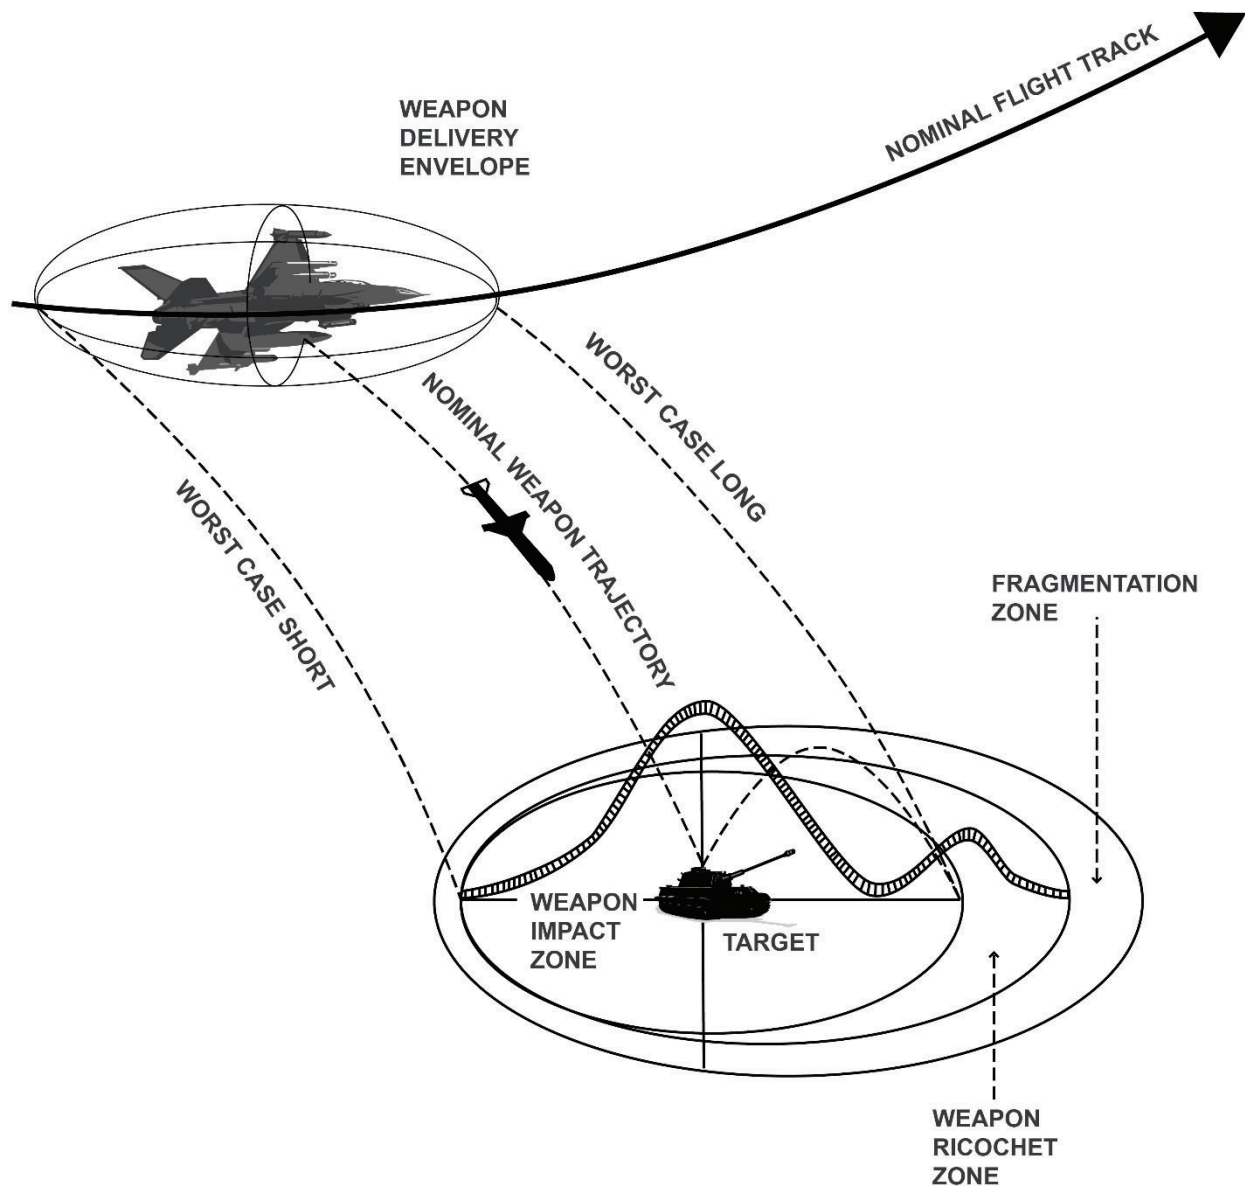 WEAPON
DELIVERY
ENVELOPE
NOMINAL FLIGHT TRACK
WORST CASE SHORT
NOMINAL WEAPON TRAJECTORY
WORST CASE LONG
FRAGMENTATION
ZONE
WEAPON
IMPACT
ZONE
TARGET
WEAPON
RICOCHET
ZONE